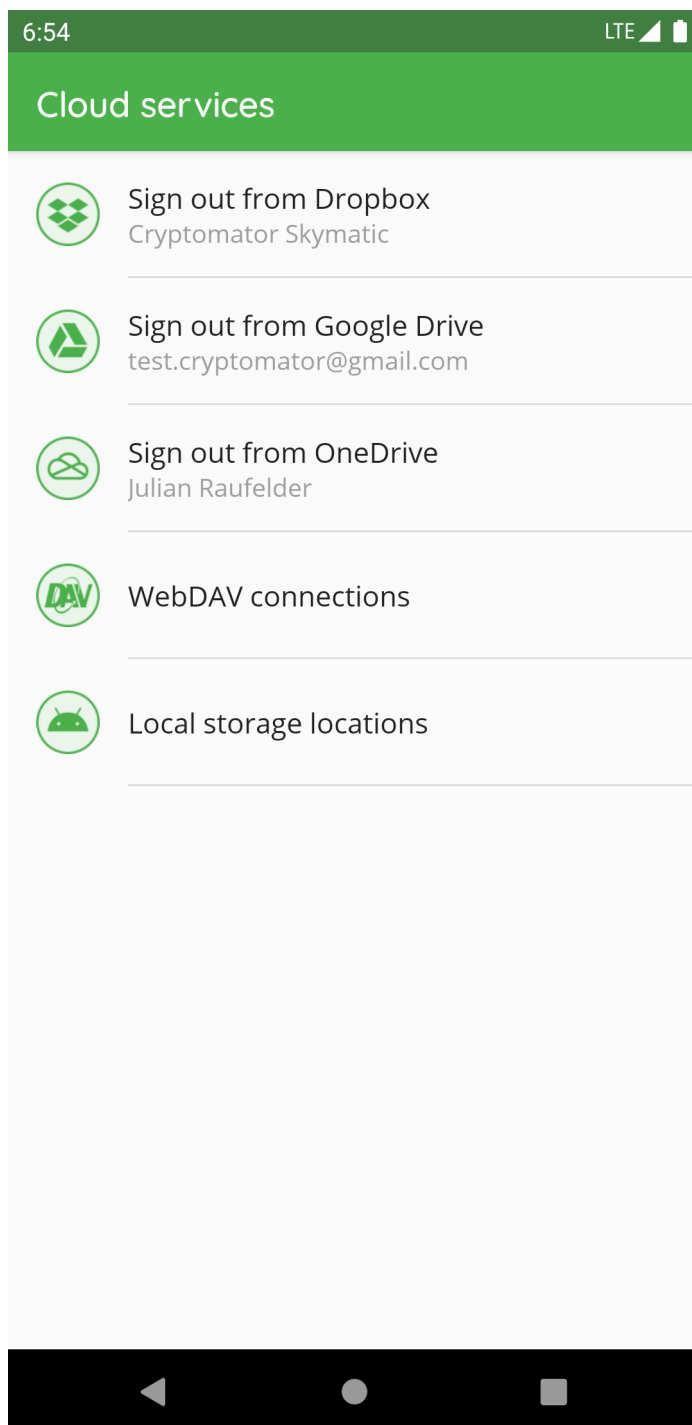 6:54
LTE
Cloud services
Sign out from Dropbox
Cryptomator Skymatic
Sign out from Google Drive
test.cryptomator@gmail.com
Sign out from OneDrive
Julian Raufelder
DAV
WebDAV connections
Local storage locations